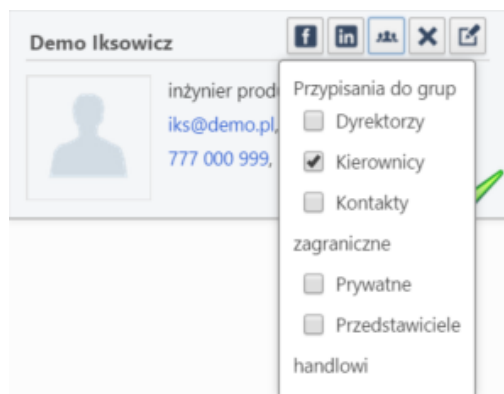 Demo Iksowicz
inżynier prod
iks@demo.pl,
777 000 999,
Przypisania do grup
Dyrektorzy
Kierownicy
Kontakty
zagraniczne
Prywatne
Przedstawiciele
handlowi